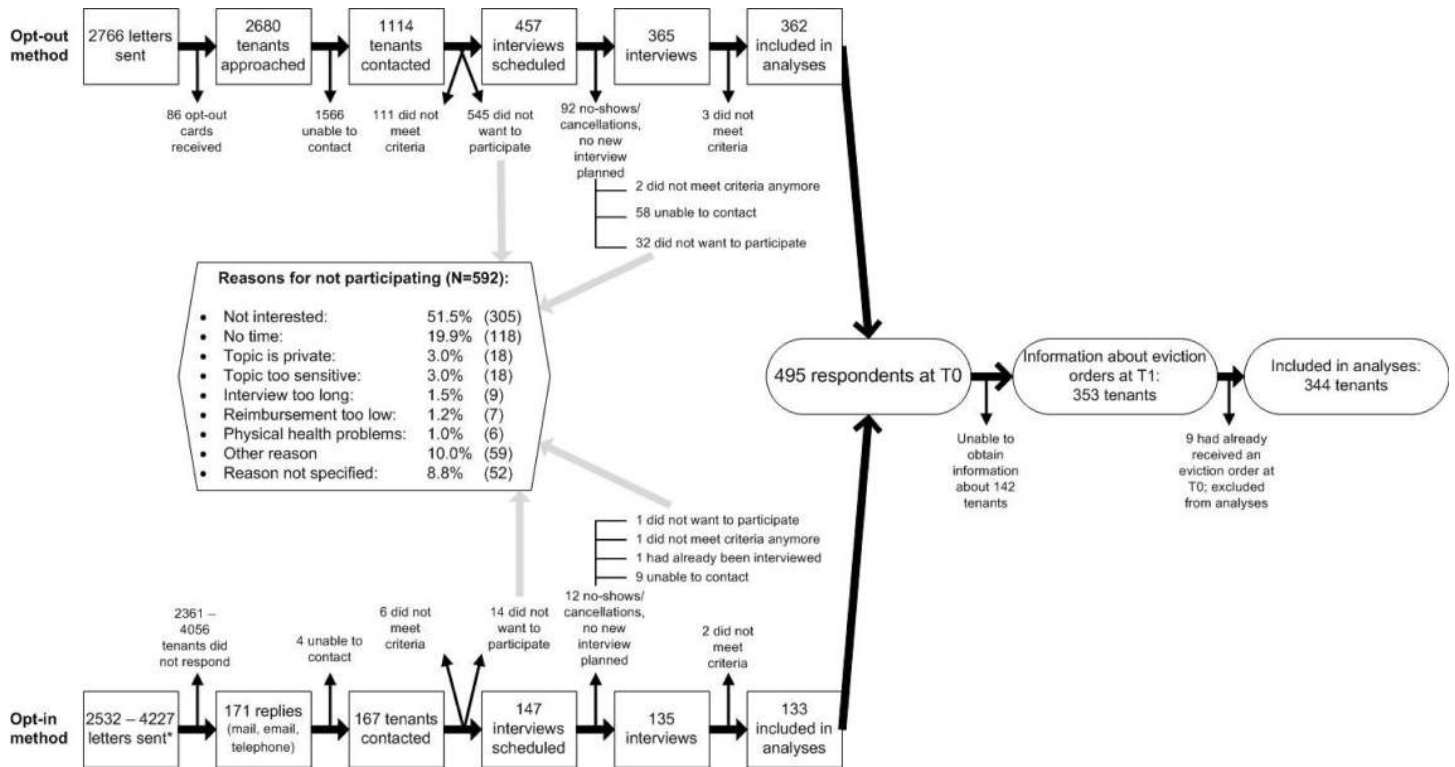 Opt-out
method
2766 letters
sent
2680
tenants
approached
1114
tenants
contacted
457
interviews
scheduled
365
interviews
362
included in
analyses
86 opt-out
cards
received
1566
unable to
contact
111 did not
meet
criteria
545 did not
want to
participate
92 no-shows/
cancellations,
no new
interview
planned
3 did not
meet
criteria
2 did not meet criteria anymore
58 unable to contact
32 did not want to participate
Reasons for not participating (N=592):
• Not interested: 51.5% (305)
• No time: 19.9% (118)
• Topic is private: 3.0% (18)
• Topic too sensitive: 3.0% (18)
• Interview too long: 1.5% (9)
• Reimbursement too low: 1.2% (7)
• Physical health problems: 1.0% (6)
• Other reason 10.0% (59)
• Reason not specified: 8.8% (52)
495 respondents at T0
Information about eviction
orders at T1:
353 tenants
Included in analyses:
344 tenants
Unable to
obtain
information
about 142
tenants
9 had already
received an
eviction order at
T0; excluded
from analyses
1 did not want to participate
1 did not meet criteria anymore
1 had already been interviewed
9 unable to contact
2361 –
4056
tenants did
not respond
4 unable to
contact
6 did not
meet
criteria
14 did not
want to
participate
12 no-shows/
cancellations,
no new
interview
planned
2 did not
meet
criteria
Opt-in
method
2532 – 4227
letters sent*
171 replies
(mail, email,
telephone)
167 tenants
contacted
147
interviews
scheduled
135
interviews
133
included in
analyses